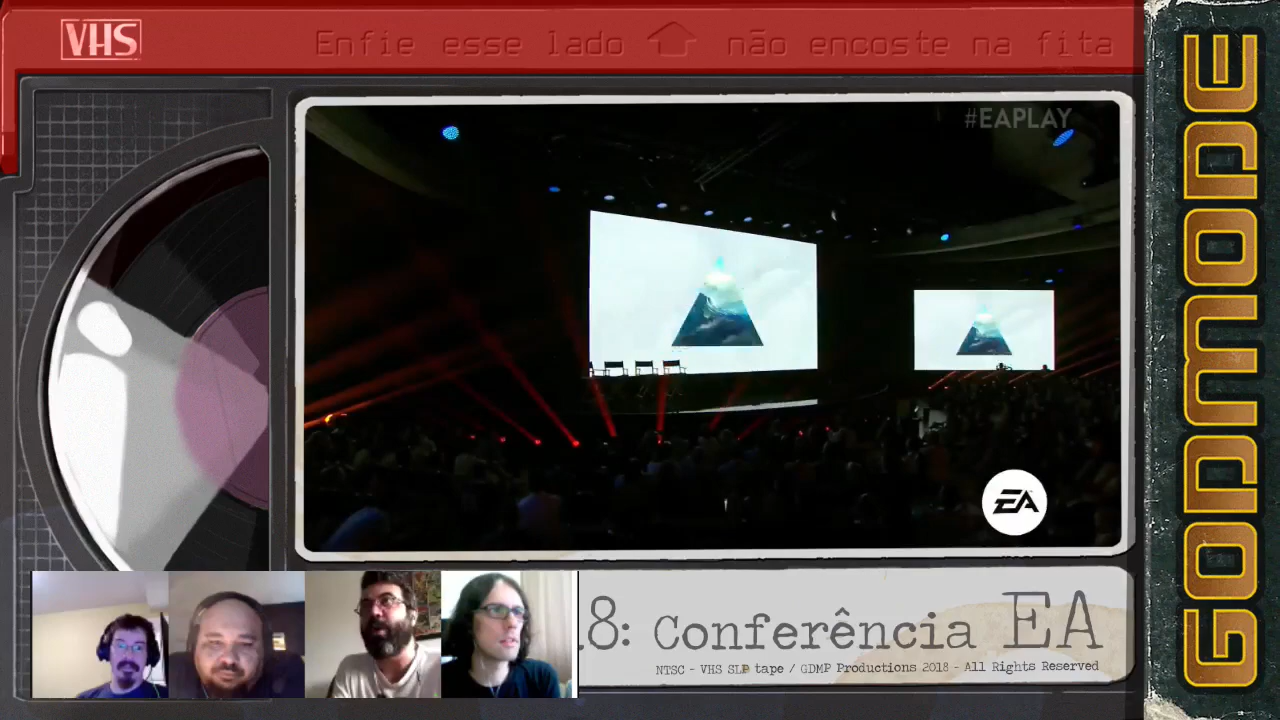 VHS
Enfie esse lado não encoste na fita
#EAPLAY
EA
8: Conferência EA
NTSC - VHS SLP tape / GDMP Productions 2018 - All Rights Reserved
GODMODE